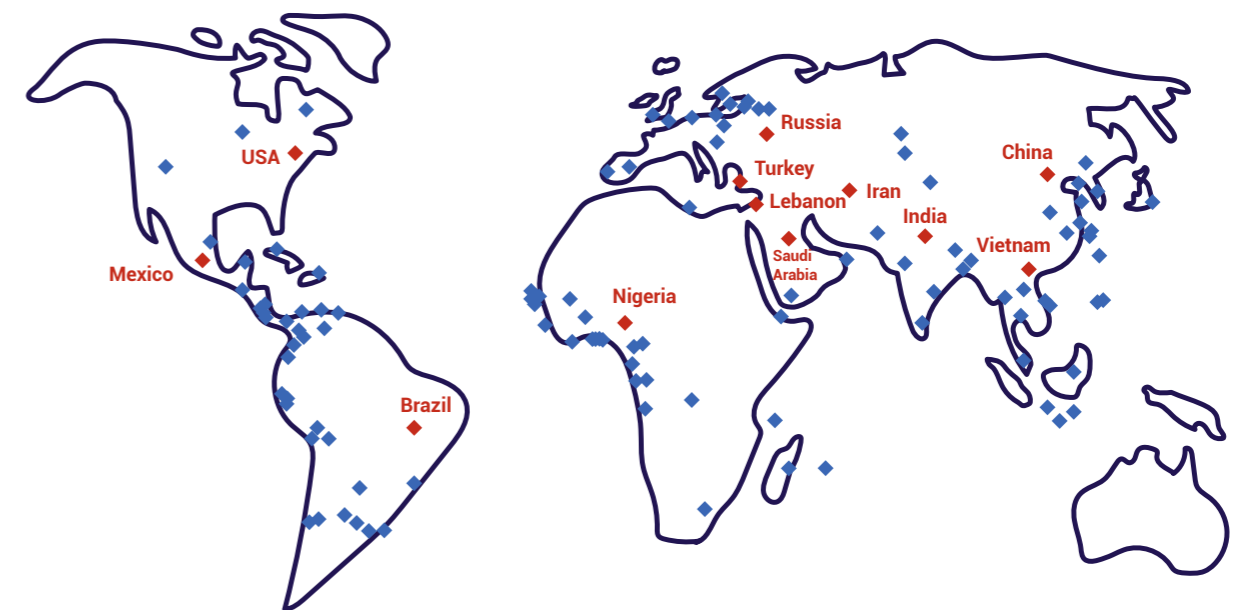 USA
Mexico
Brazil
Russia
Turkey
Lebanon
Iran
India
Saudi
Arabia
Nigeria
China
Vietnam